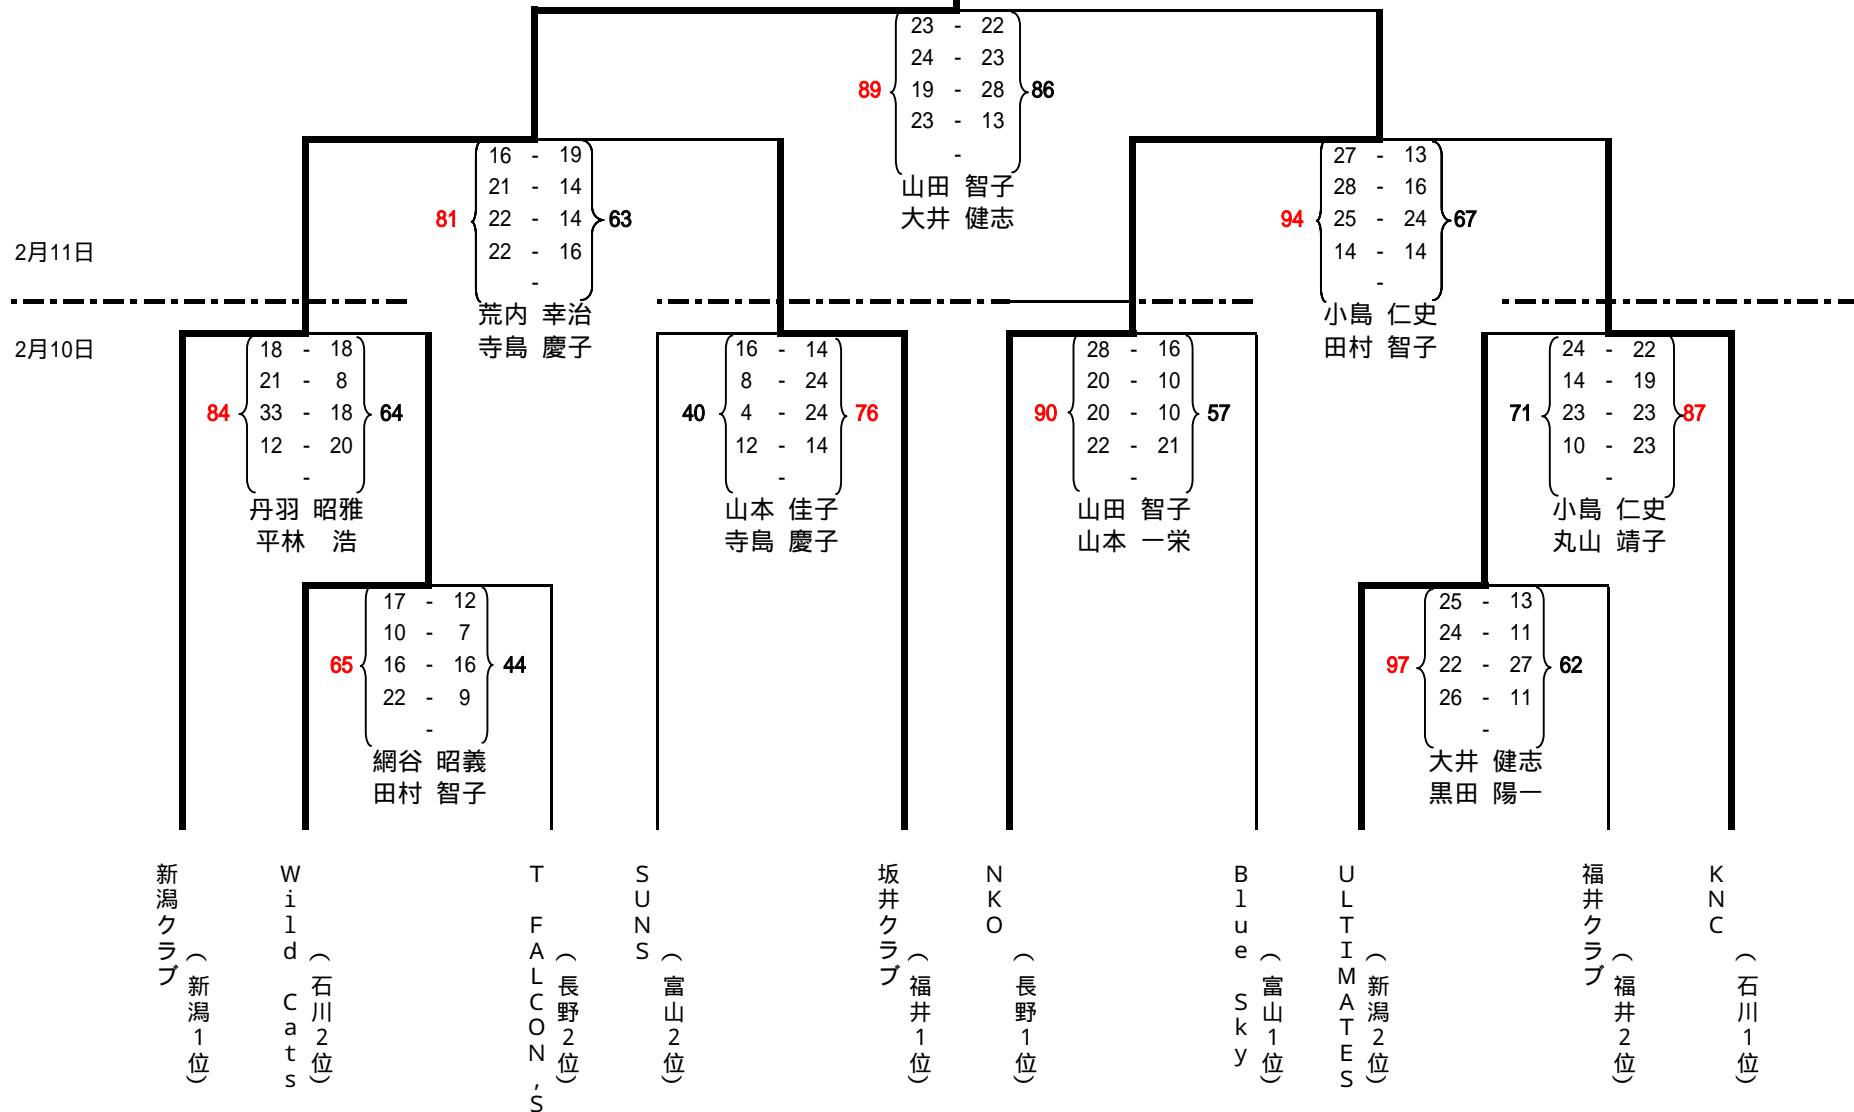 23 - 22
24 - 23
89 19 - 28 86
23 - 13
-
山田 智子
大井 健志
16 - 19
21 - 14
81 22 - 14 63
22 - 16
-
荒内 幸治
寺島 慶子
27 - 13
28 - 16
94 25 - 24 67
14 - 14
-
小島 仁史
田村 智子
2月11日
2月10日
18 - 18
21 - 8
84 33 - 18 64
12 - 20
-
丹羽 昭雅
平林 浩
16 - 14
8 - 24
40 4 - 24 76
12 - 14
-
山本 佳子
寺島 慶子
28 - 16
20 - 10
90 20 - 10 57
22 - 21
-
山田 智子
山本 一栄
24 - 22
14 - 19
71 23 - 23 87
10 - 23
-
小島 仁史
丸山 靖子
17 - 12
10 - 7
65 16 - 16 44
22 - 9
-
網谷 昭義
田村 智子
25 - 13
24 - 11
97 22 - 27 62
26 - 11
-
大井 健志
黒田 陽一
新潟クラブ
(新潟1位)
Wild Cats
(石川2位)
T FALCON,S
(長野2位)
SUNS
(富山2位)
坂井クラブ
(福井1位)
NKO
(長野1位)
Blue Sky
(富山1位)
ULTIMATES
(新潟2位)
福井クラブ
(福井2位)
KNC
(石川1位)